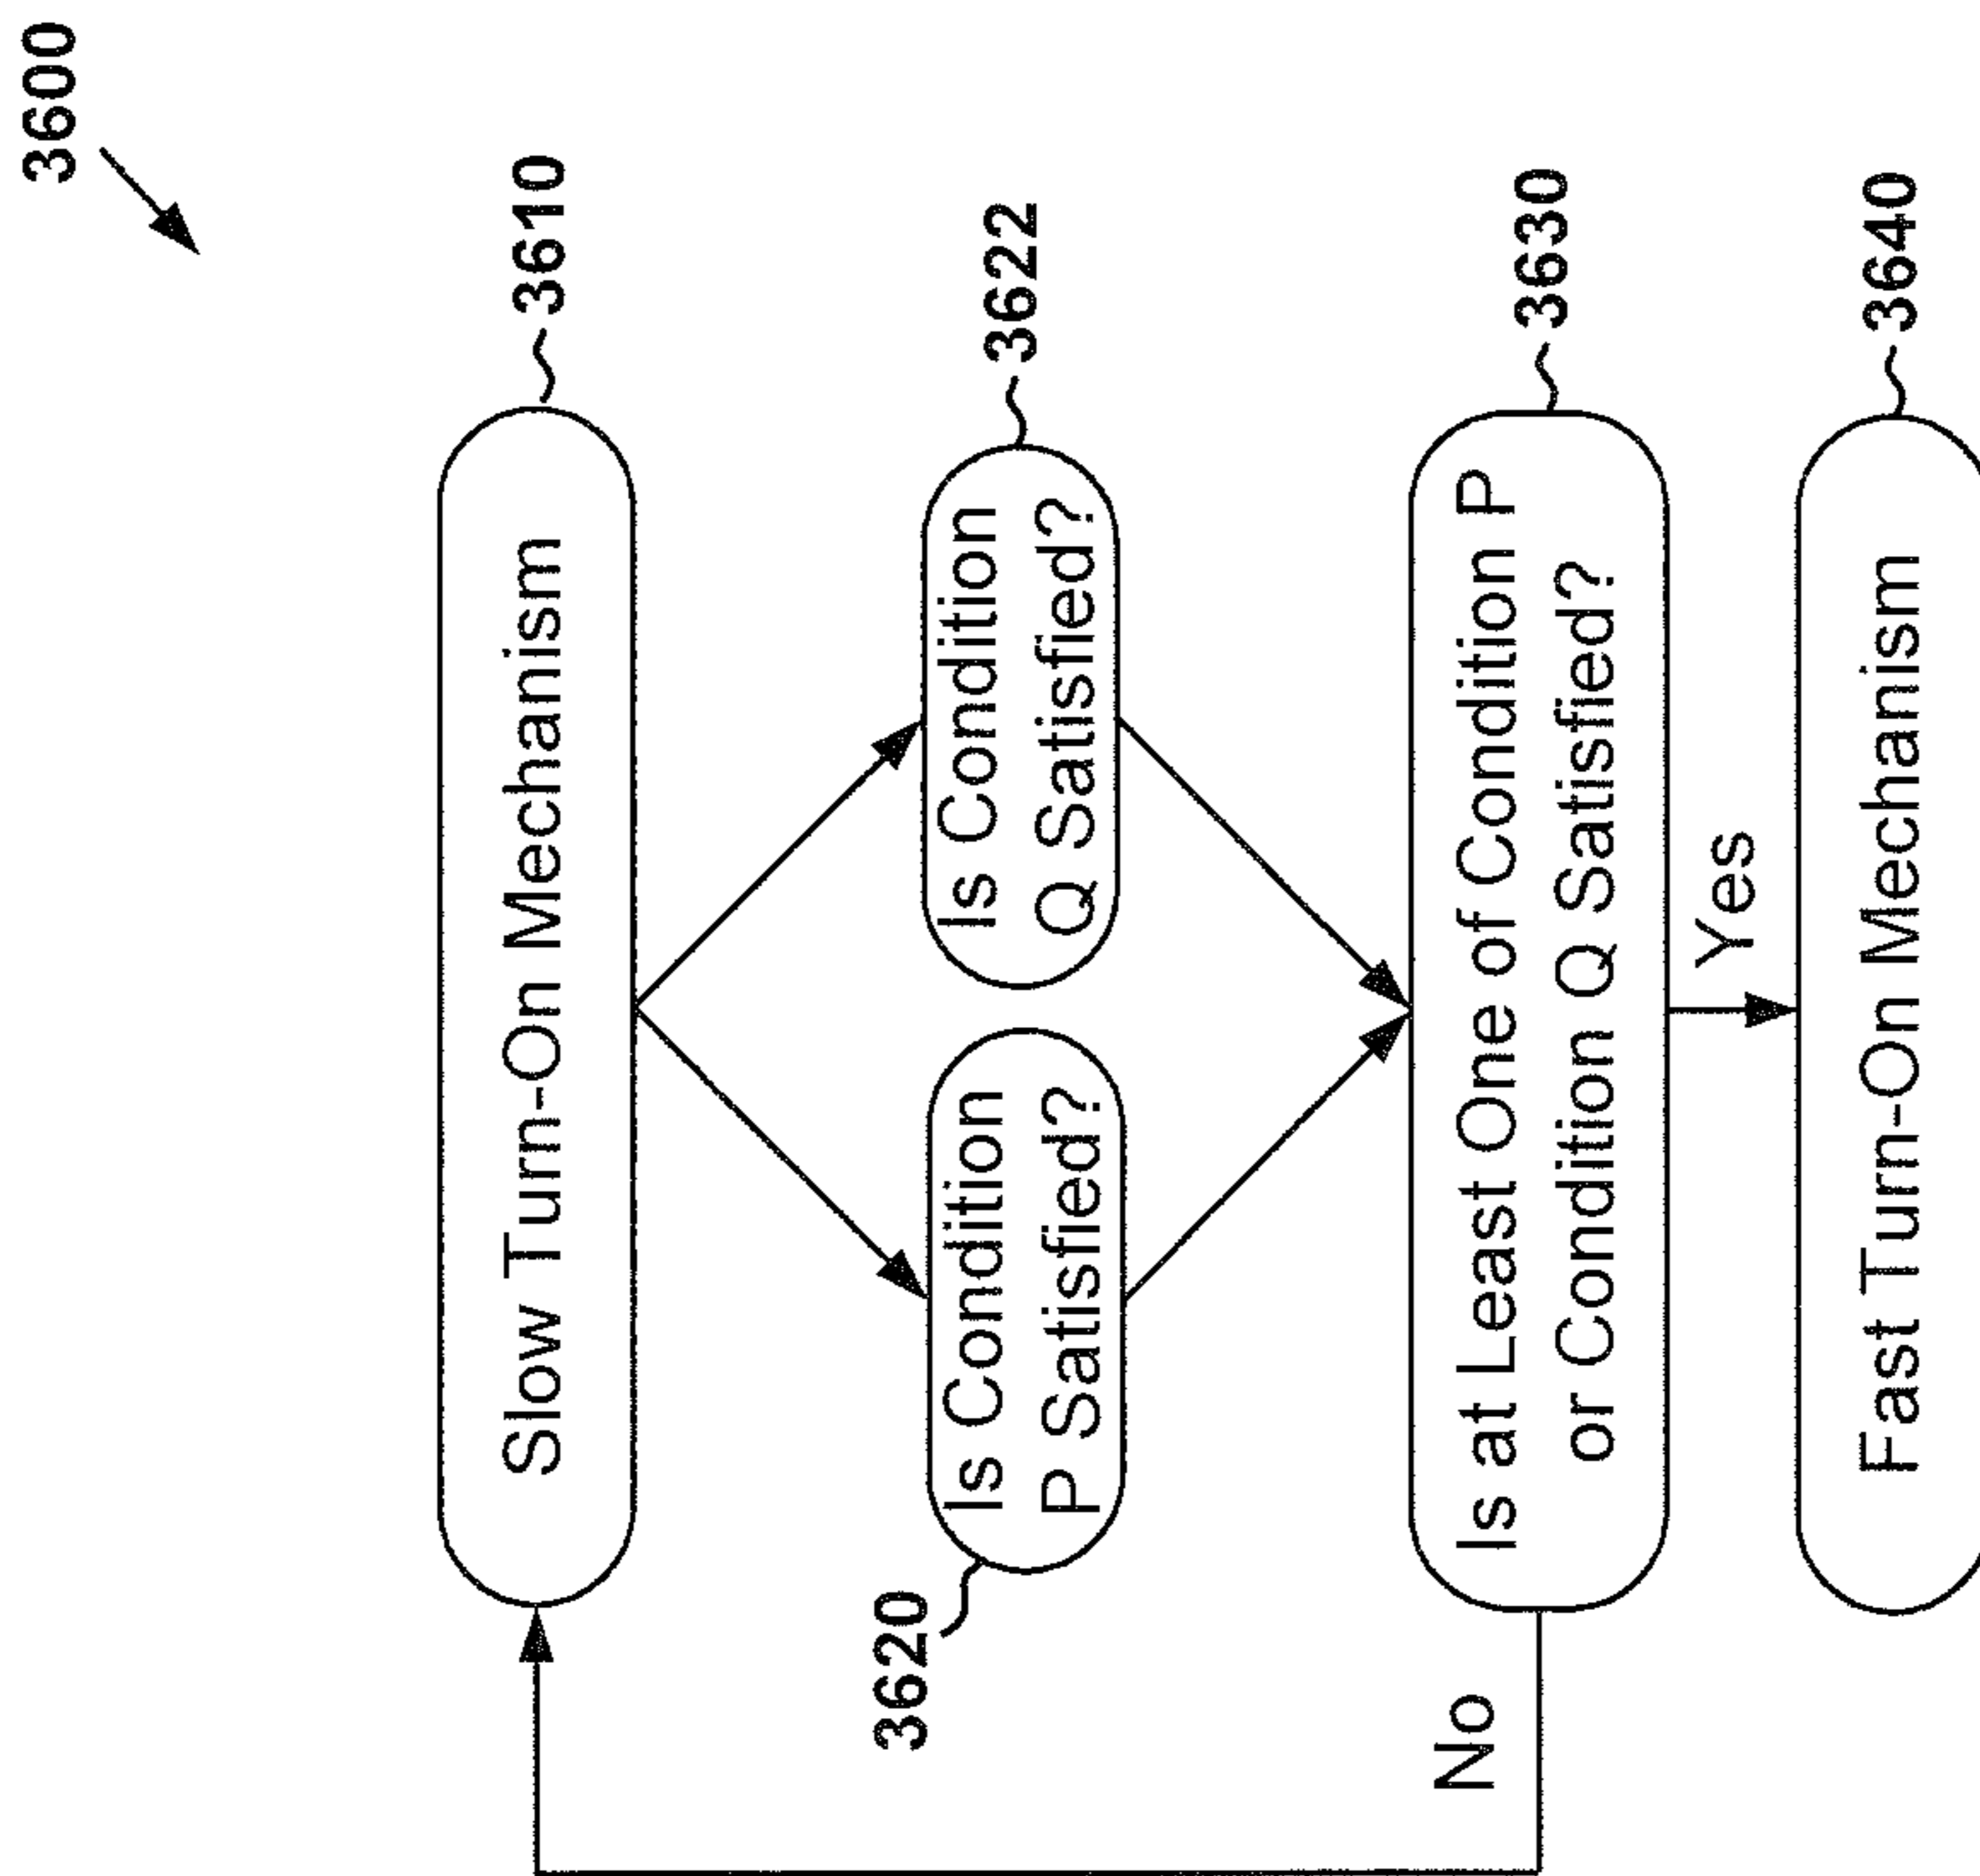 3600
Slow Turn-On Mechanism
3610
Is Condition
P Satisfied?
3620
Is Condition
Q Satisfied?
3622
Is at Least One of Condition P
or Condition Q Satisfied?
3630
No
Yes
Fast Turn-On Mechanism
3640